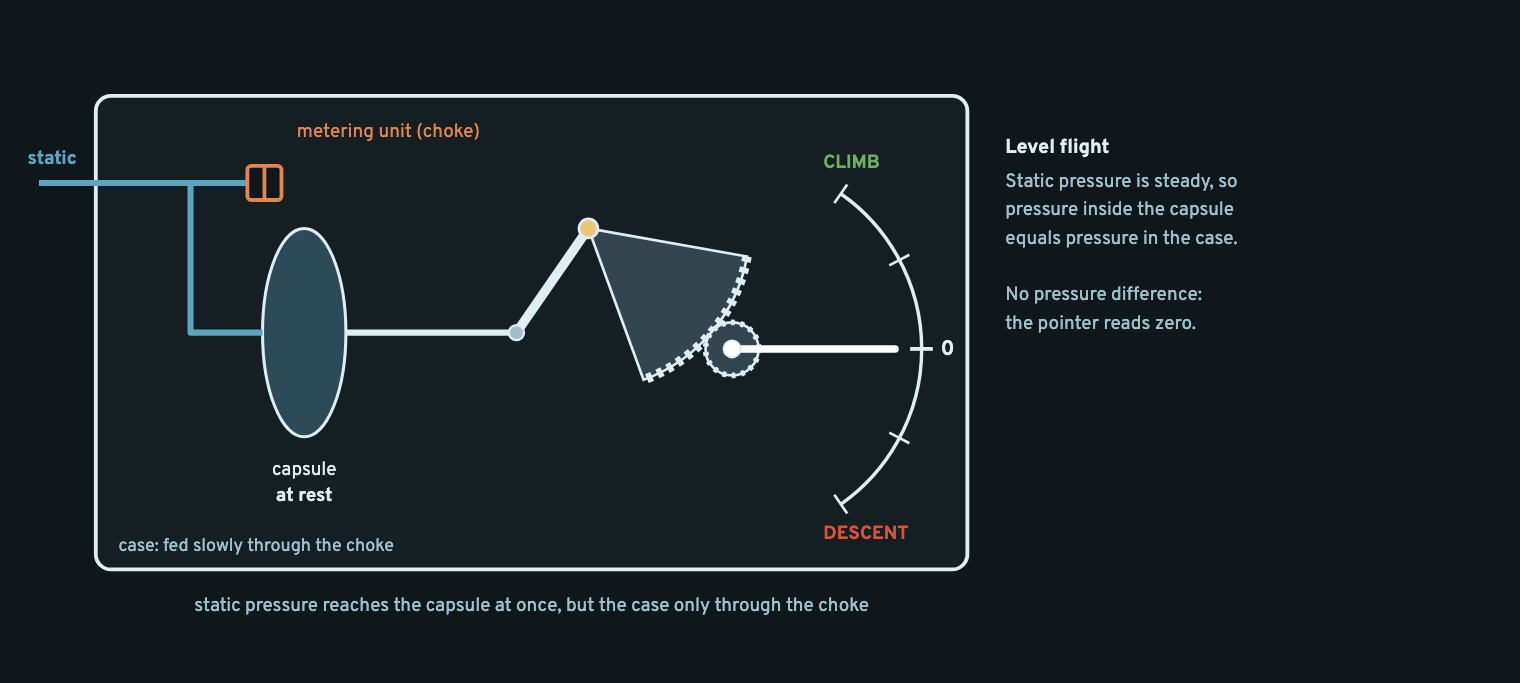 metering unit (choke)
static
CLIMB
0
capsule
at rest
DESCENT
case: fed slowly through the choke
static pressure reaches the capsule at once, but the case only through the choke
Level flight
Static pressure is steady, so
pressure inside the capsule
equals pressure in the case.
No pressure difference:
the pointer reads zero.